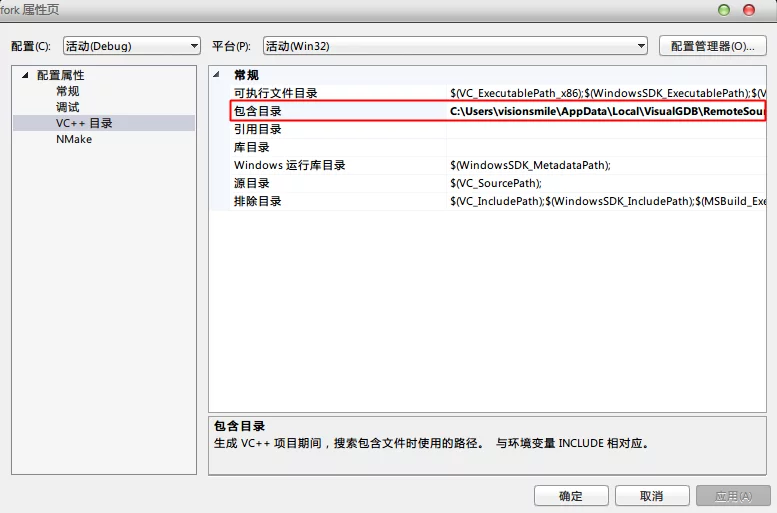 fork 属性页
配置(C): 活动(Debug) 平台(P): 活动(Win32) 配置管理器(O)...
配置属性
常规
调试
VC++ 目录
NMake
常规
可执行文件目录 $(VC_ExecutablePath_x86);$(WindowsSDK_ExecutablePath);$(V
包含目录 C:\Users\visionsmile\AppData\Local\VisualGDB\RemoteSour
引用目录
库目录
Windows 运行库目录 $(WindowsSDK_MetadataPath);
源目录 $(VC_SourcePath);
排除目录 $(VC_IncludePath);$(WindowsSDK_IncludePath);$(MSBuild_Exe
包含目录
生成 VC++ 项目期间，搜索包含文件时使用的路径。 与环境变量 INCLUDE 相对应。
确定 取消 应用(A)